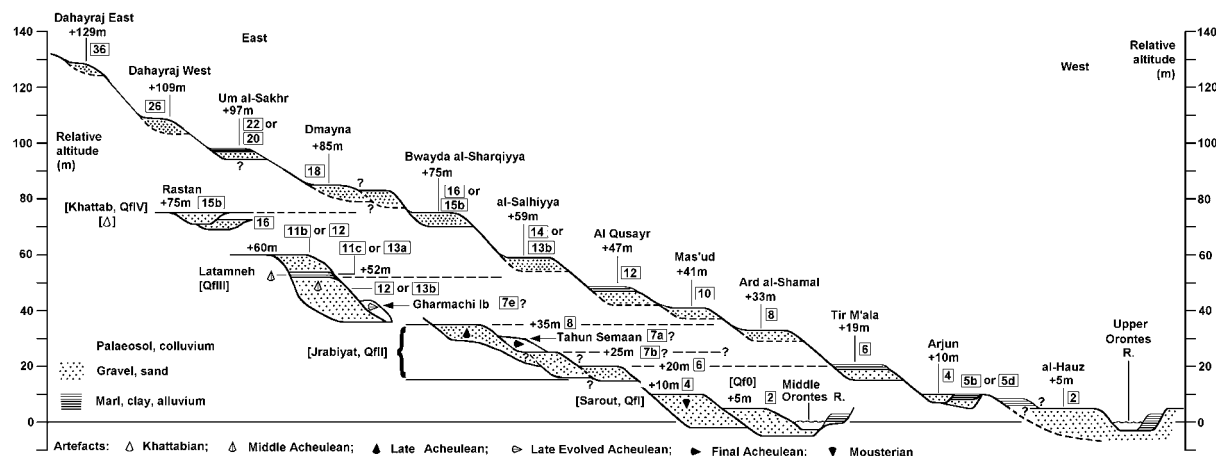 Dahayraj East
+129m
36
East
Dahayraj West
+109m
26
Um al-Sakhr
+97m
22 or
20
?
Dmayna
+85m
18
?
?
Bwayda al-Sharqiyya
+75m
16 or
15b
al-Salhiyya
+59m
14 or
13b
Al Qusayr
+47m
12
Mas'ud
+41m
10
Ard al-Shamal
+33m
8
Tir M'ala
+19m
6
Arjun
+10m
4
5b or 5d
?
?
al-Hauz
+5m
2
Upper
Orontes
R.
West
Relative
altitude
(m)
140
120
100
80
60
40
20
0
140
120
100
80
60
40
20
0
Relative
altitude
(m)
Rastan
+75m 15b
[Khattab, QfIV]
[△]
16
11b or 12
+60m
11c or 13a
+52m
Latamneh
[QfIII]
12 or 13b
Gharmachi Ib 7e ?
[Jrabiyat, QfII]
+35m 8
Tahun Semaan 7a ?
+25m 7b ? ?
?
?
+20m 6
?
[Sarout, QfI]
+10m 4
[Qf0]
+5m
2
Middle
Orontes R.
Palaeosol, colluvium
Gravel, sand
Marl, clay, alluvium
Artefacts: Khattabian; Middle Acheulean; Late Acheulean; Late Evolved Acheulean; Final Acheulean; Mousterian